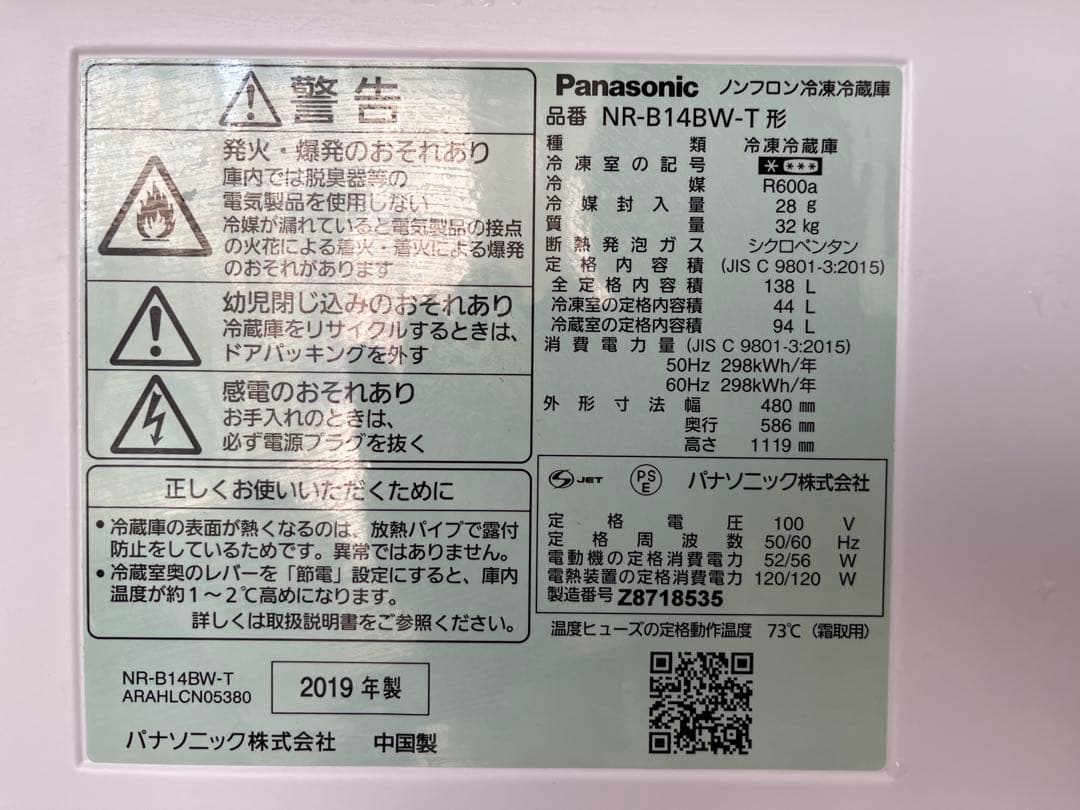 警告
発火・爆発のおそれあり
庫内では脱臭器等の
電気製品を使用しない
冷媒が漏れていると電気製品の接点
の火花による着火・着火による爆発
のおそれがあります
幼児閉じ込みのおそれあり
冷蔵庫をリサイクルするときは、
ドアパッキングを外す
感電のおそれあり
お手入れのときは、
必ず電源プラグを抜く
正しくお使いいただくために
•冷蔵庫の表面が熱くなるのは、放熱パイプで露付
防止をしているためです。異常ではありません。
•冷蔵室奥のレバーを「節電」設定にすると、庫内
温度が約1~2℃高めになります。
詳しくは取扱説明書をご参照ください。
NR-B14BW-T
ARAHLCN05380
2019 年製
パナソニック株式会社 中国製
Panasonic ノンフロン冷凍冷蔵庫
品番 NR-B14BW-T 形
種類 冷凍冷蔵庫
冷凍室の記号 * ***
冷媒 R600a
冷媒封入量 28 g
質量 32 kg
断熱発泡ガス シクロペンタン
定格内容積 (JIS C 9801-3:2015)
全定格内容積 138 L
冷凍室の定格内容積 44 L
冷蔵室の定格内容積 94 L
消費電力量 (JIS C 9801-3:2015)
50Hz 298kWh/年
60Hz 298kWh/年
外形寸法 幅 480 mm
奥行 586 mm
高さ 1119 mm
S JET PS E パナソニック株式会社
定格電圧 100 V
定格周波数 50/60 Hz
電動機の定格消費電力 52/56 W
電熱装置の定格消費電力 120/120 W
製造番号 Z8718535
温度ヒューズの定格動作温度 73℃ (霜取用)